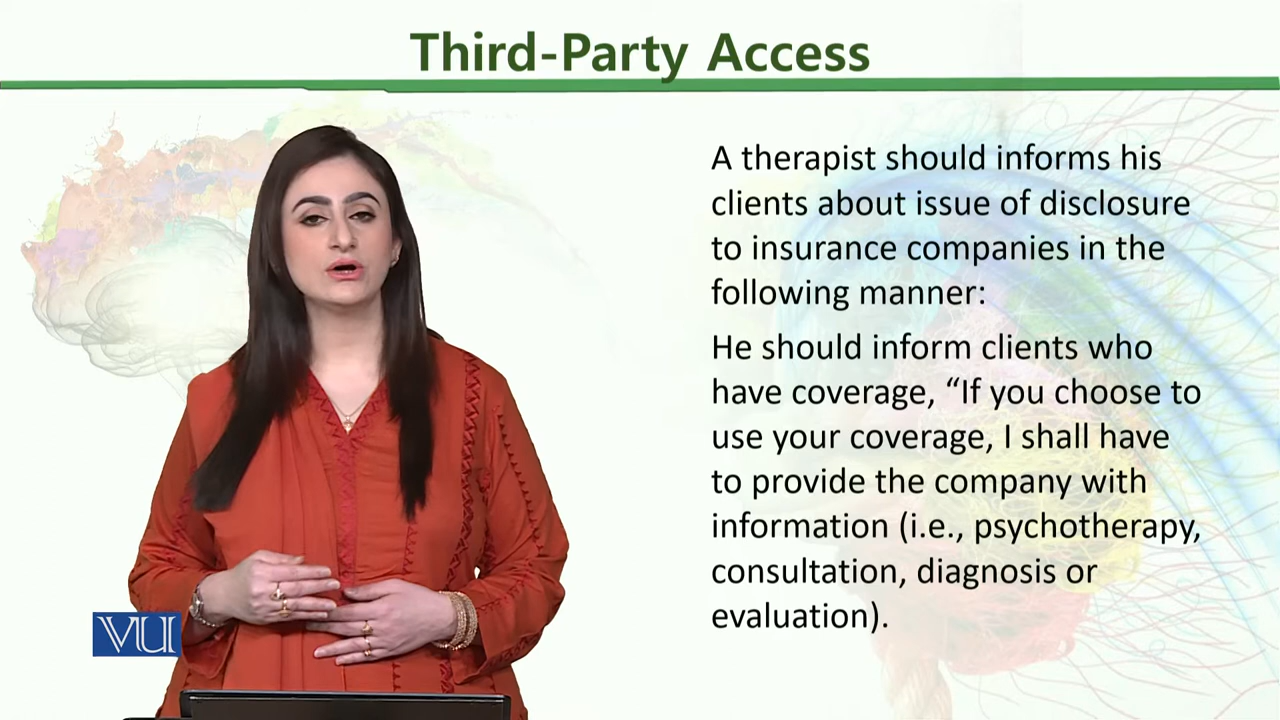 Third-Party Access
A therapist should informs his
clients about issue of disclosure
to insurance companies in the
following manner:
He should inform clients who
have coverage, “If you choose to
use your coverage, I shall have
to provide the company with
information (i.e., psychotherapy,
consultation, diagnosis or
evaluation).
VU